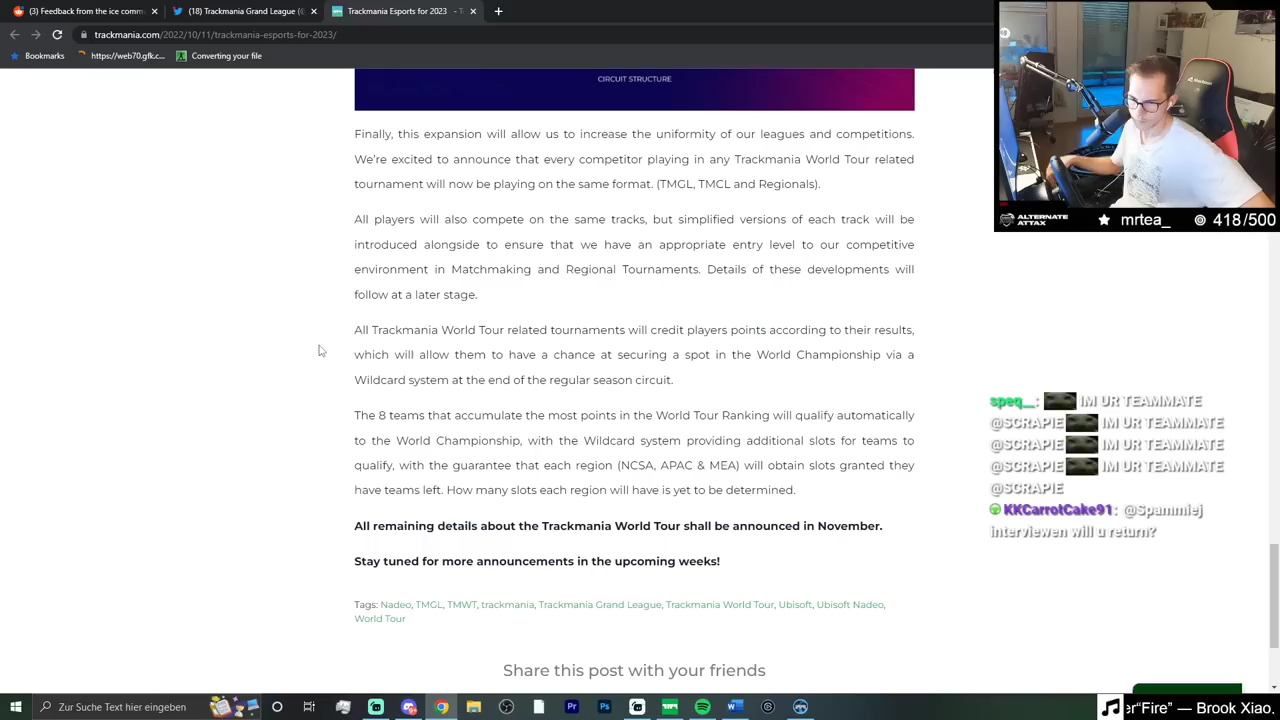 (3) Feedback from the ice comm
(18) Trackmania Grand League
Trackmania Esports for 2023
trackmania.com/2022/10/11/trackmania-esports-for-2023/
Bookmarks
https://web70.gfk.c...
Converting your file
CIRCUIT STRUCTURE
Finally, this expansion will allow us to increase the uniformity of our leagues and competitions.
We're excited to announce that every competitor playing in any Trackmania World Tour related
tournament will now be playing on the same format. (TMGL, TMCL and Regionals).
All players will also compete on the same tracks, but simplified versions of each track will be
introduced alongside to ensure that we have an appropriate entry level to our competitive
environment in Matchmaking and Regional Tournaments. Details of these developments will
follow at a later stage.
All Trackmania World Tour related tournaments will credit players points according to their results,
which will allow them to have a chance at securing a spot in the World Championship via a
Wildcard system at the end of the regular season circuit.
8 teams that accumulate the most points in the World Tour Ranking will qualify automatically
to the World Championship, with the Wildcard system providing additional slots for teams to
with the guarantee that each region (NCSA, APAC & MEA) will obtain slots granted they
have teams left. How many slots each region will have is yet to be determined.
All remaining details about the Trackmania World Tour shall be announced in November.
Stay tuned for more announcements in the upcoming weeks!
Tags: Nadeo, TMGL, TMWT, trackmania, Trackmania Grand League, Trackmania World Tour, Ubisoft, Ubisoft Nadeo,
World Tour
Share this post with your friends
ALTERNATE
ATTAX
mrtea_
418/500
speq__: IM UR TEAMMATE
@SCRAPIE IM UR TEAMMATE
@SCRAPIE IM UR TEAMMATE
@SCRAPIE IM UR TEAMMATE
@SCRAPIE
KKCarrotCake91: @Spammiej
interviewen will u return?
Zur Suche Text hier eingeben
er“Fire” — Brook Xiao.